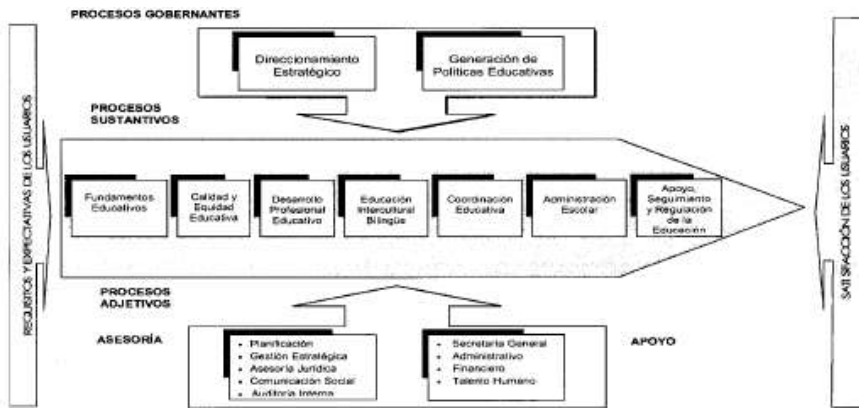 PROCESOS GOBERNANTES
Direccionamiento
Estratégico
Generación de
Políticas Educativas
PROCESOS
SUSTANTIVOS
REQUISITOS Y EXPECTATIVAS DE LOS USUARIOS
Fundamentos
Educativos
Calidad y
Equidad
Educativa
Desarrollo
Profesional
Educativo
Educación
Intercultural
Bilingüe
Coordinación
Educativa
Administración
Escolar
Apoyo,
Seguimiento
y Regulación
de la
Educación
SATISFACCIÓN DE LOS USUARIOS
PROCESOS
ADJETIVOS
ASESORÍA
• Planificación
• Gestión Estratégica
• Asesoría Jurídica
• Comunicación Social
• Auditoría Interna
• Secretaría General
• Administrativo
• Financiero
• Talento Humano
APOYO